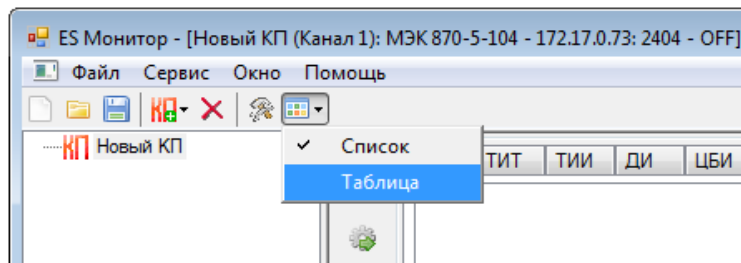 ES Монитор - [Новый КП (Канал 1): МЭК 870-5-104 - 172.17.0.73: 2404 - OFF]
Файл Сервис Окно Помощь
КП
КП Новый КП
Список
ТИТ ТИИ ДИ ЦБИ
Таблица